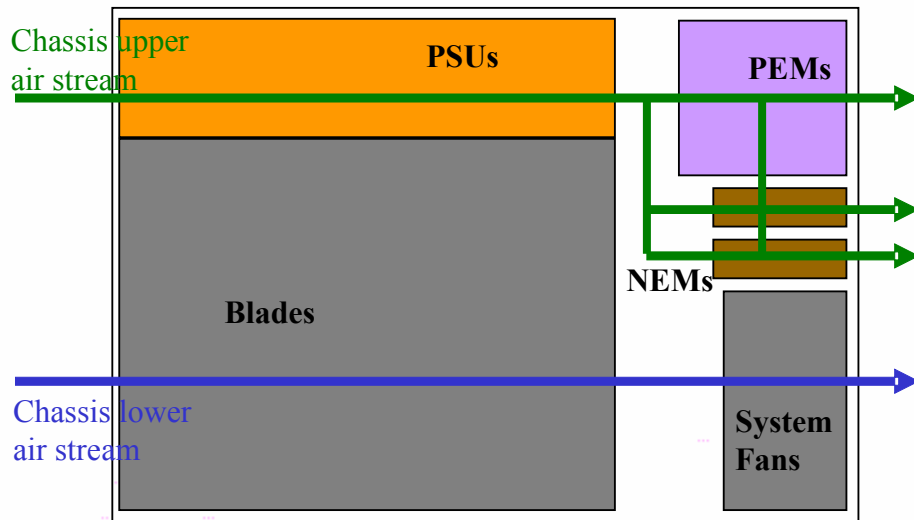 Chassis upper
air stream
PSUs
PEMs
NEMs
Blades
Chassis lower
air stream
System
Fans